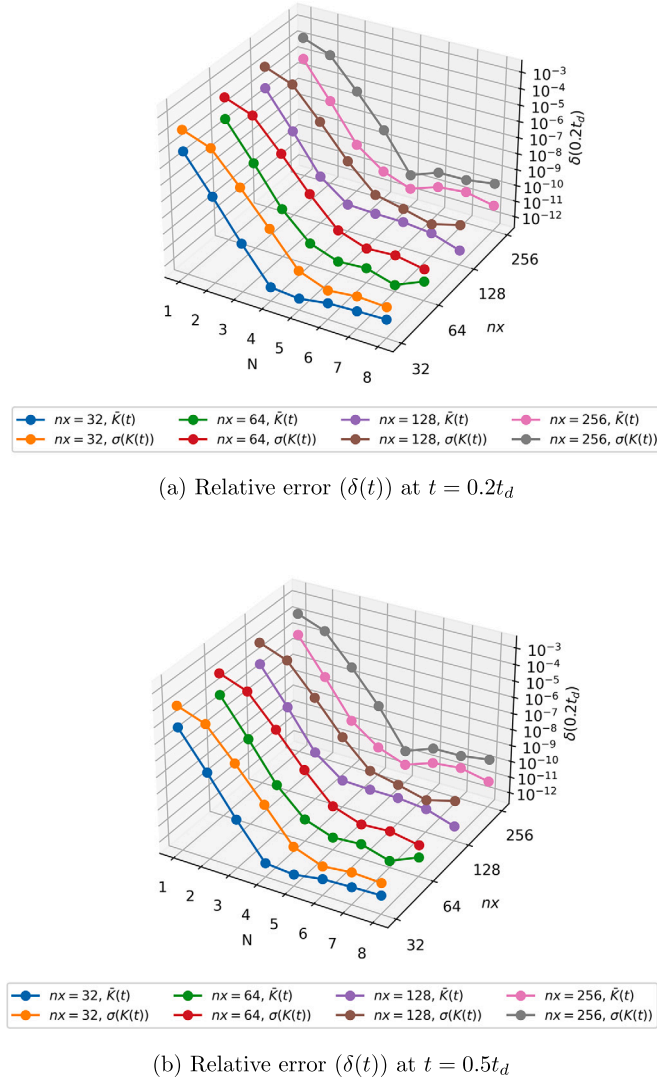 10⁻³
10⁻⁴
10⁻⁵
10⁻⁶
10⁻⁷
10⁻⁸
10⁻⁹
10⁻¹⁰
10⁻¹¹
10⁻¹²
δ(0.2t_d)
256
128
64
32
nx
1 2 3 4 5 6 7 8
N
nx = 32, K̄(t) nx = 64, K̄(t) nx = 128, K̄(t) nx = 256, K̄(t)
nx = 32, σ(K(t)) nx = 64, σ(K(t)) nx = 128, σ(K(t)) nx = 256, σ(K(t))
(a) Relative error (δ(t)) at t = 0.2t_d
10⁻³
10⁻⁴
10⁻⁵
10⁻⁶
10⁻⁷
10⁻⁸
10⁻⁹
10⁻¹⁰
10⁻¹¹
10⁻¹²
δ(0.2t_d)
256
128
64
32
nx
1 2 3 4 5 6 7 8
N
nx = 32, K̄(t) nx = 64, K̄(t) nx = 128, K̄(t) nx = 256, K̄(t)
nx = 32, σ(K(t)) nx = 64, σ(K(t)) nx = 128, σ(K(t)) nx = 256, σ(K(t))
(b) Relative error (δ(t)) at t = 0.5t_d